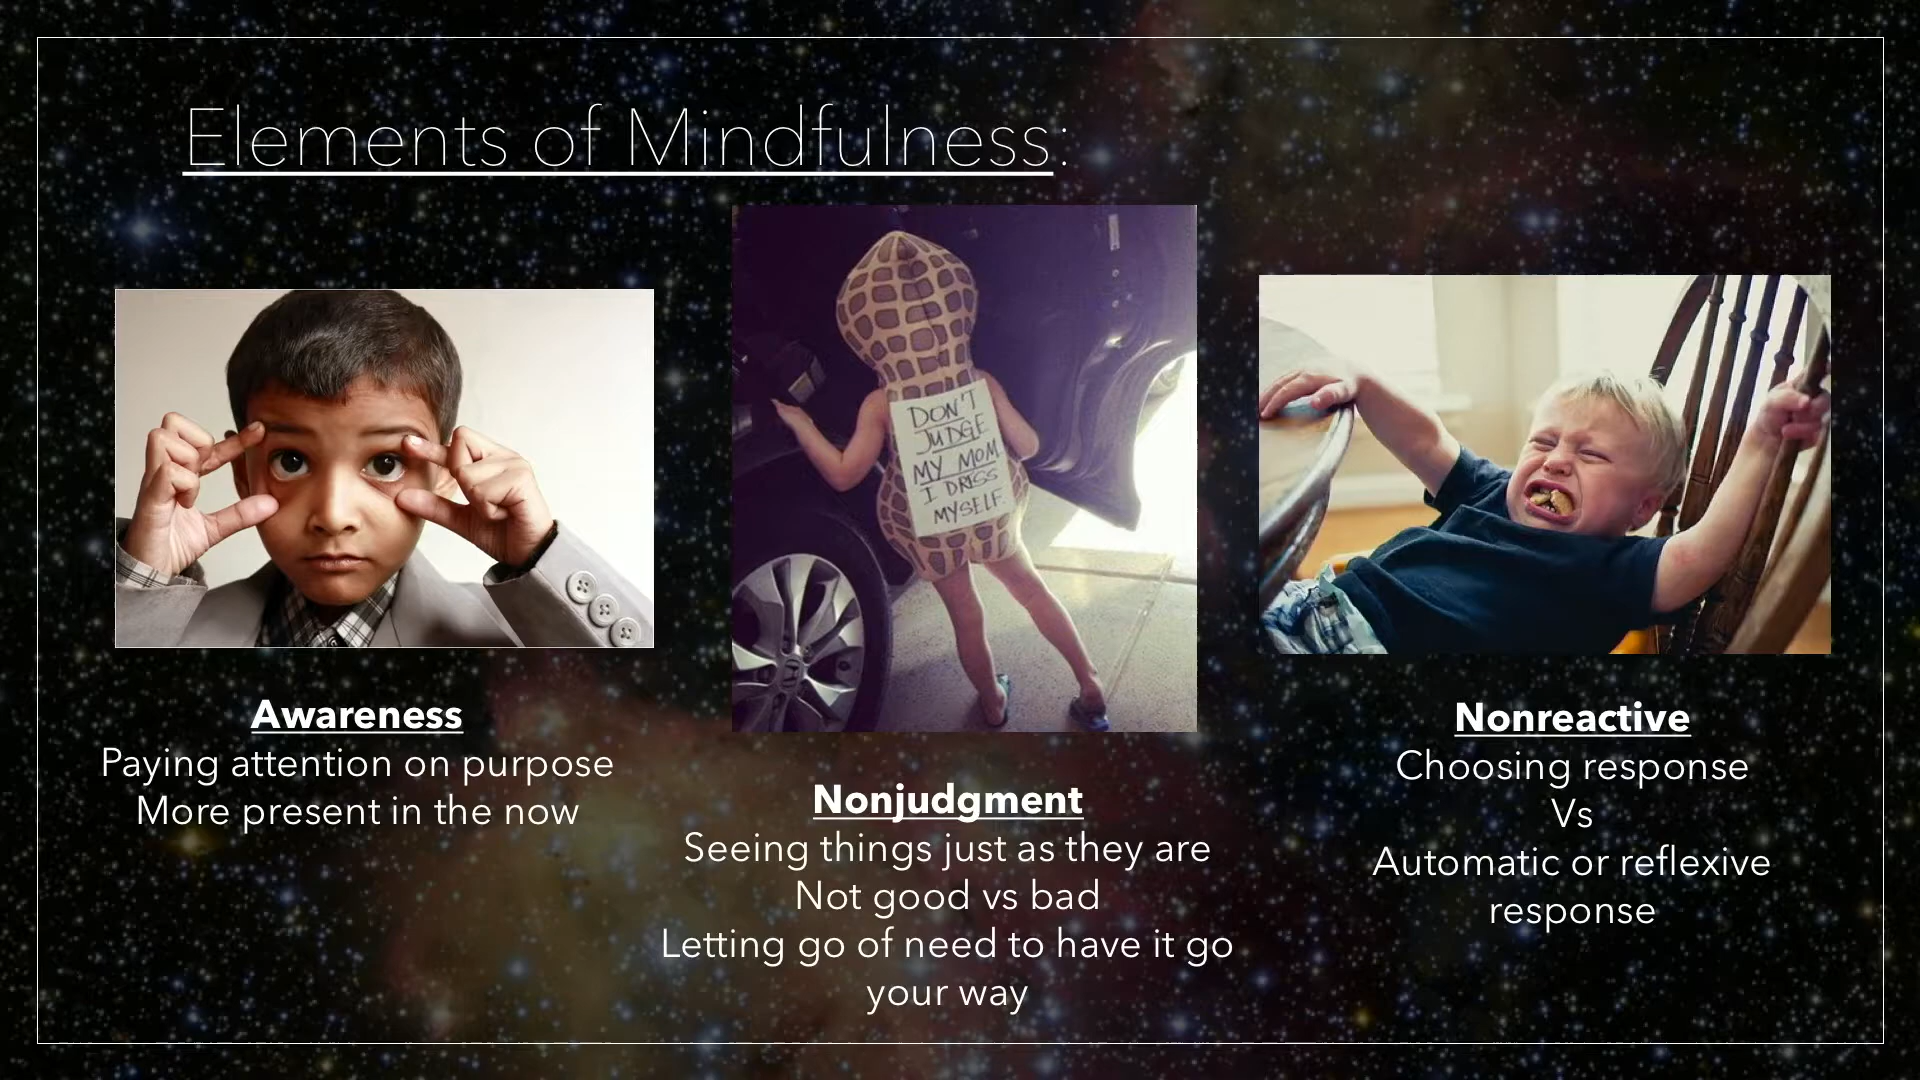 Elements of Mindfulness:
DON'T
JUDGE
MY MOM
I DRESS
MYSELF.
Awareness
Paying attention on purpose
More present in the now
Nonjudgment
Seeing things just as they are
Not good vs bad
Letting go of need to have it go
your way
Nonreactive
Choosing response
Vs
Automatic or reflexive
response